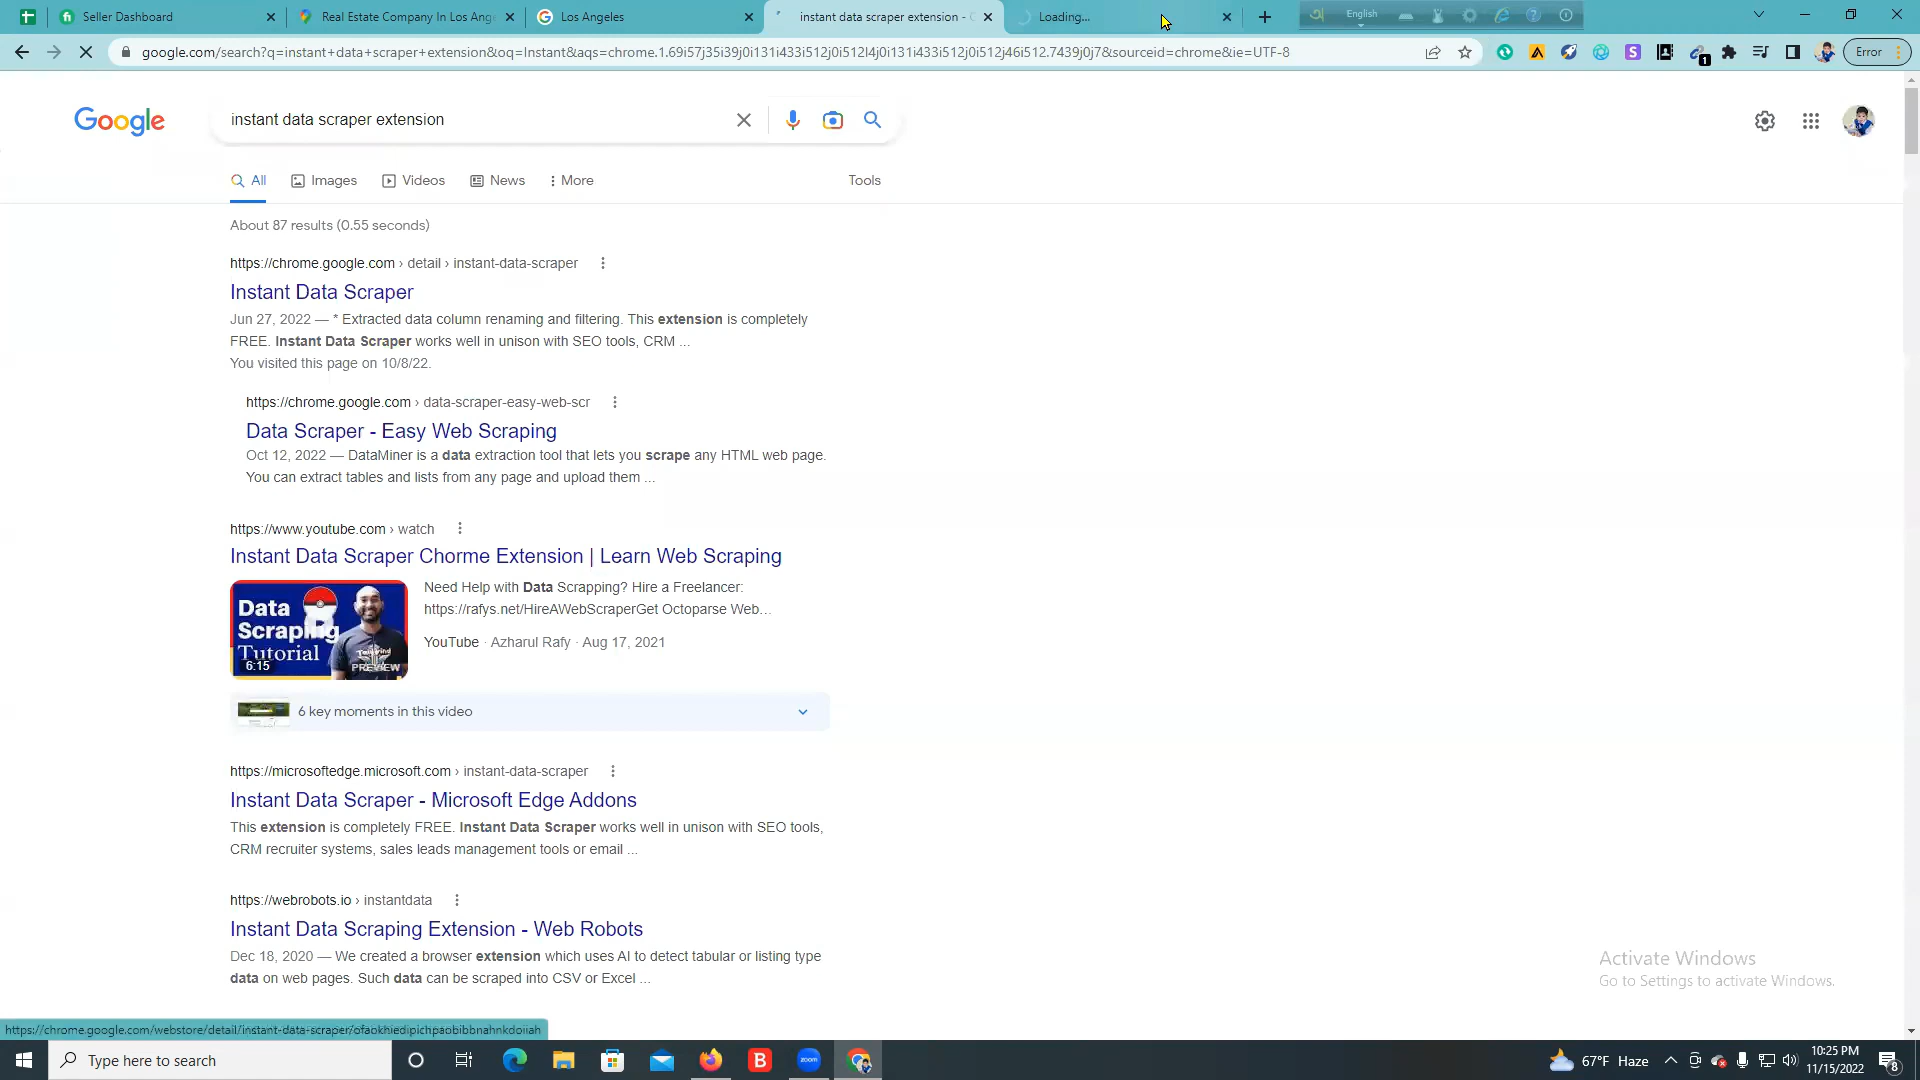 Seller Dashboard
Real Estate Company In Los Ang
Los Angeles
instant data scraper extension -
Loading...
English
google.com/search?q=instant+data+scraper+extension&oq=Instant&aqs=chrome.1.69i57j35i39j0i131i433i512j0i512l4j0i131i433i512j0i512j46i512.7439j0j7&sourceid=chrome&ie=UTF-8
1
Error
Google
instant data scraper extension
All
Images
Videos
News
More
Tools
About 87 results (0.55 seconds)
https://chrome.google.com › detail › instant-data-scraper
Instant Data Scraper
Jun 27, 2022 — * Extracted data column renaming and filtering. This extension is completely
FREE. Instant Data Scraper works well in unison with SEO tools, CRM ...
You visited this page on 10/8/22.
https://chrome.google.com › data-scraper-easy-web-scr
Data Scraper - Easy Web Scraping
Oct 12, 2022 — DataMiner is a data extraction tool that lets you scrape any HTML web page.
You can extract tables and lists from any page and upload them ...
https://www.youtube.com › watch
Instant Data Scraper Chorme Extension | Learn Web Scraping
Data
Scraping
Tutorial
6:15
PREVIEW
Need Help with Data Scrapping? Hire a Freelancer:
https://rafys.net/HireAWebScraperGet Octoparse Web...
YouTube · Azharul Rafy · Aug 17, 2021
6 key moments in this video
https://microsoftedge.microsoft.com › instant-data-scraper
Instant Data Scraper - Microsoft Edge Addons
This extension is completely FREE. Instant Data Scraper works well in unison with SEO tools,
CRM recruiter systems, sales leads management tools or email ...
https://webrobots.io › instantdata
Instant Data Scraping Extension - Web Robots
Dec 18, 2020 — We created a browser extension which uses AI to detect tabular or listing type
data on web pages. Such data can be scraped into CSV or Excel ...
Activate Windows
Go to Settings to activate Windows.
Type here to search
zoom
67°F Haze
10:25 PM
11/15/2022
8